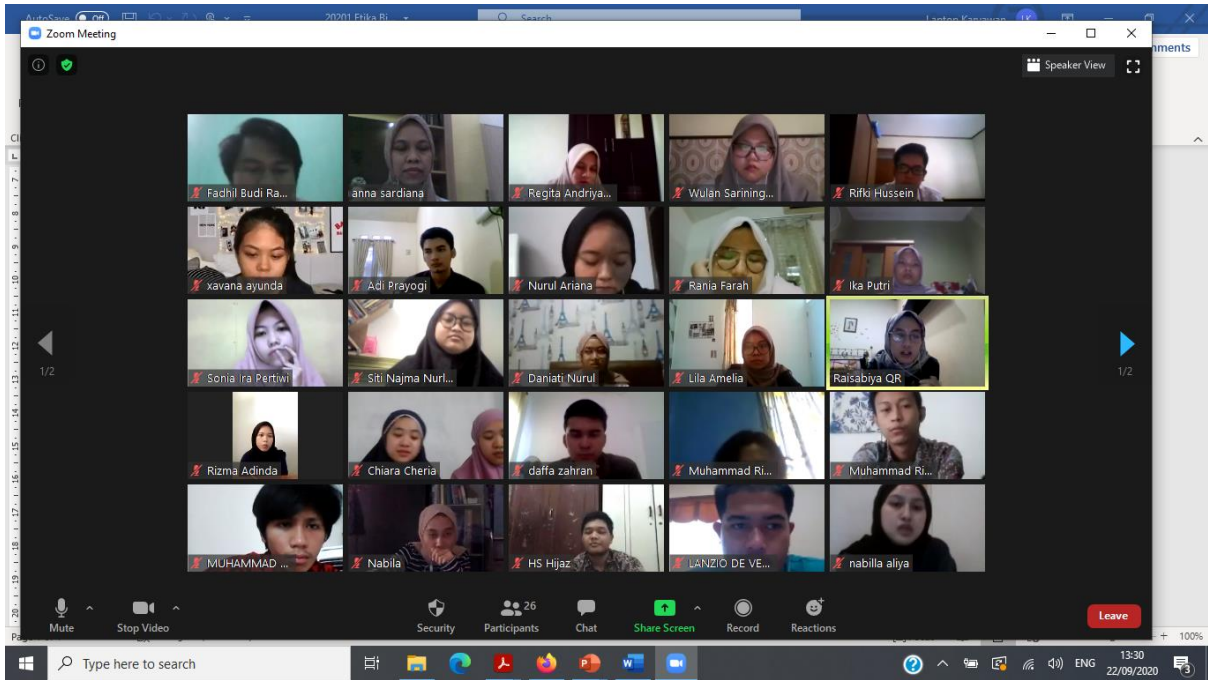 AutoSave Off 20201 Etika Bi... Search Lanton Karyawan LK
Zoom Meeting
Speaker View
Fadhil Budi Ra...
anna sardiana
Regita Andriya...
Wulan Sarining...
Rifki Hussein
xavana ayunda
Adi Prayogi
Nurul Ariana
Rania Farah
Ika Putri
Sonia Ira Pertiwi
Siti Najma Nurl...
Daniati Nurul
Lila Amelia
Raisabiya QR
1/2
1/2
Rizma Adinda
Chiara Cheria
daffa zahran
Muhammad Ri...
Muhammad Ri...
MUHAMMAD ...
Nabila
HS Hijaz
LANZIO DE VE...
nabilla aliya
Mute
Stop Video
Security
26
Participants
Chat
Share Screen
Record
Reactions
Leave
100%
Type here to search
ENG
13:30
22/09/2020
3